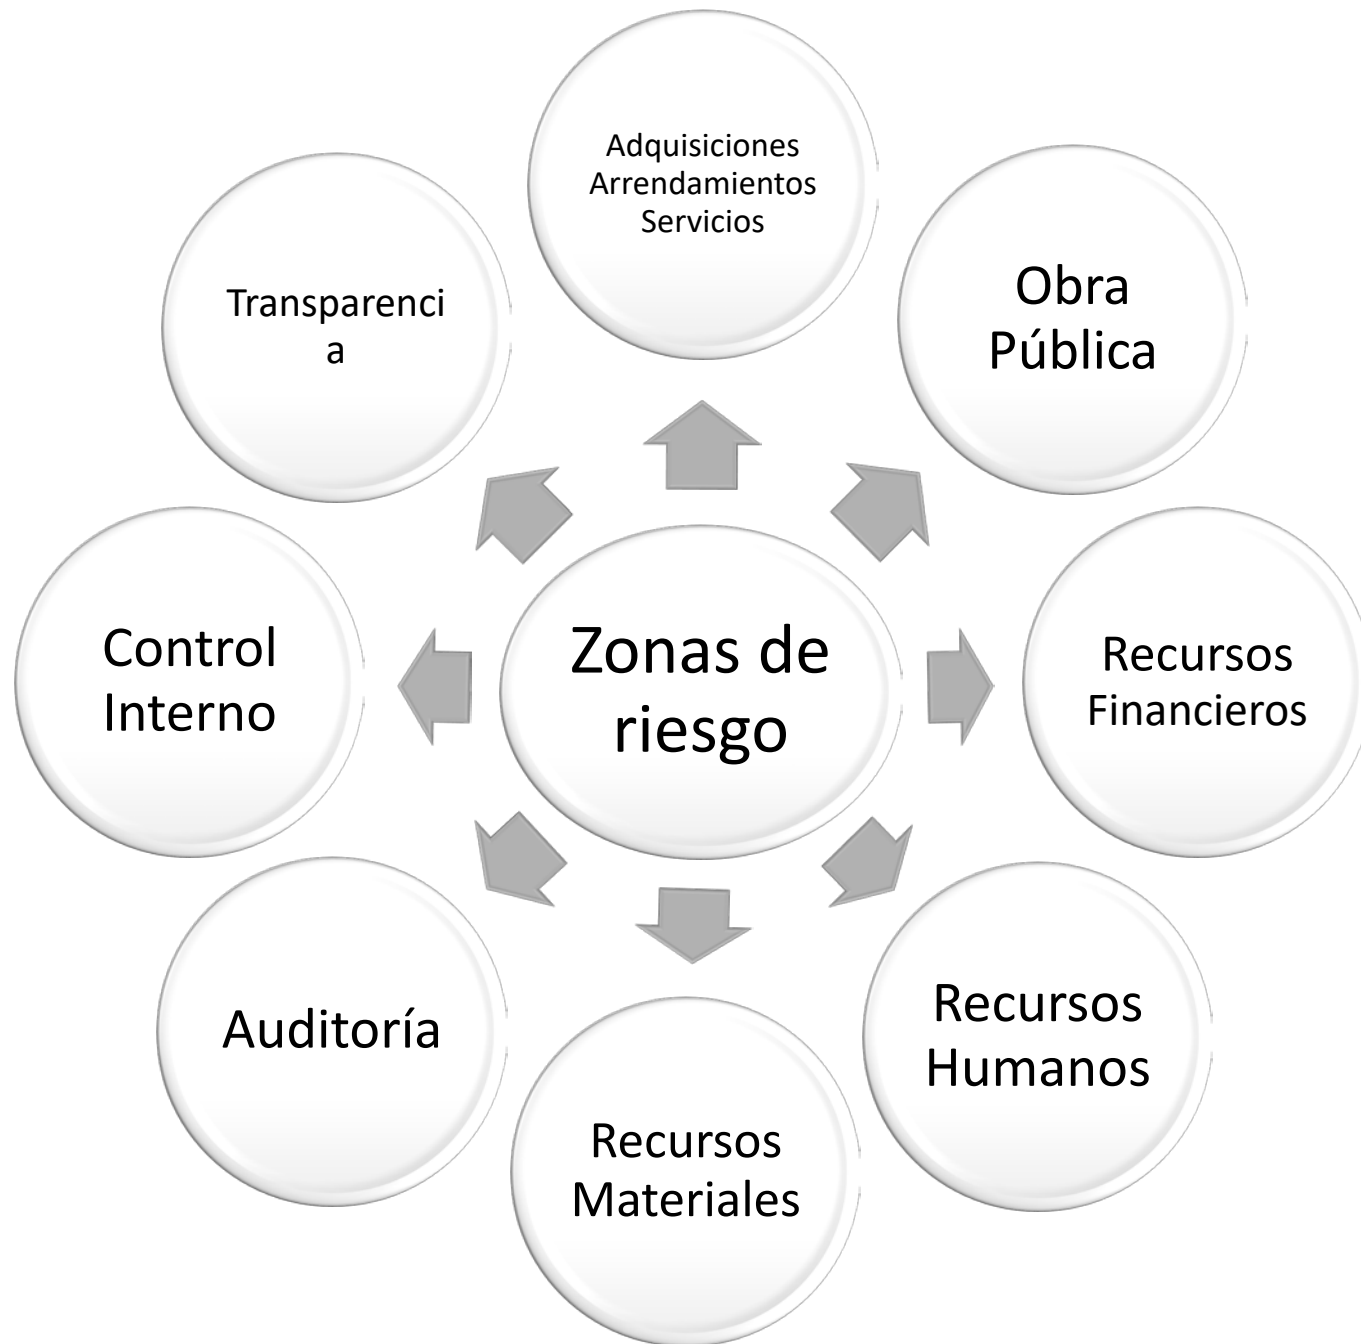 Adquisiciones
Arrendamientos
Servicios
Obra
Pública
Transparenci
a
Zonas de
riesgo
Control
Interno
Recursos
Financieros
Recursos
Humanos
Auditoría
Recursos
Materiales